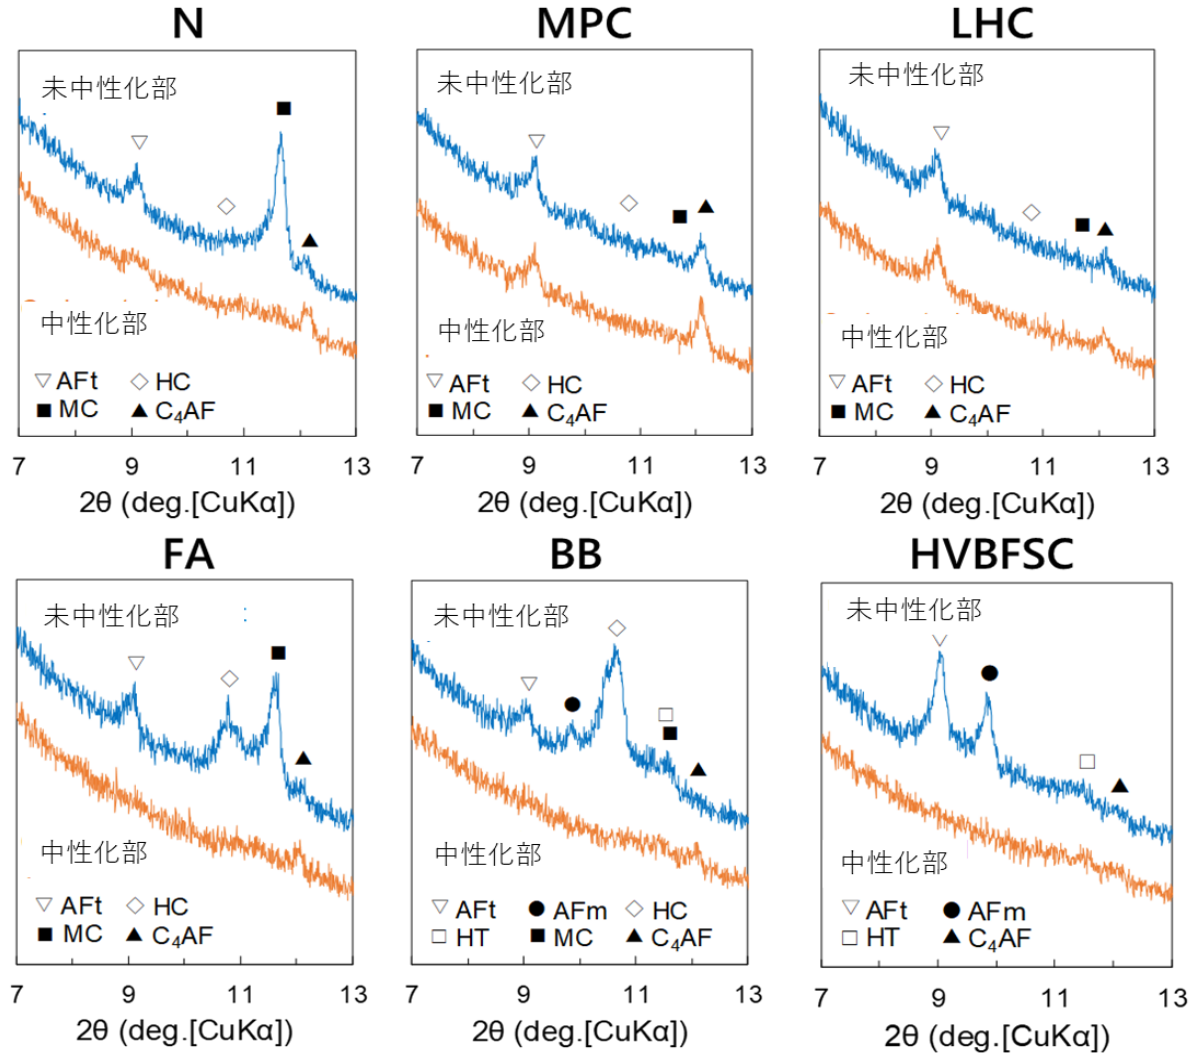 N
未中性化部
中性化部
▽ AFt ◇ HC
■ MC ▲ C₄AF
7 9 11 13
2θ (deg.[CuKα])
MPC
未中性化部
中性化部
▽ AFt ◇ HC
■ MC ▲ C₄AF
7 9 11 13
2θ (deg.[CuKα])
LHC
未中性化部
中性化部
▽ AFt ◇ HC
■ MC ▲ C₄AF
7 9 11 13
2θ (deg.[CuKα])
FA
未中性化部
中性化部
▽ AFt ◇ HC
■ MC ▲ C₄AF
7 9 11 13
2θ (deg.[CuKα])
BB
未中性化部
中性化部
▽ AFt ● AFm ◇ HC
□ HT ■ MC ▲ C₄AF
7 9 11 13
2θ (deg.[CuKα])
HVBFSC
未中性化部
中性化部
▽ AFt ● AFm
□ HT ▲ C₄AF
7 9 11 13
2θ (deg.[CuKα])